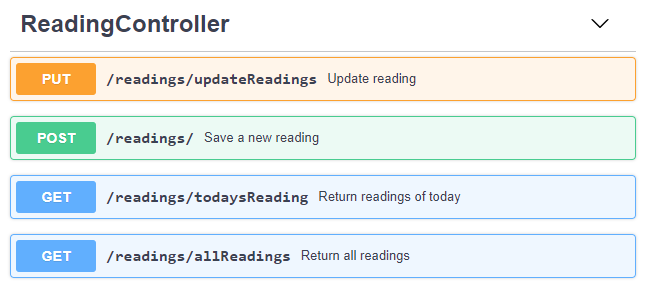 ReadingController
PUT /readings/updateReadings Update reading
POST /readings/ Save a new reading
GET /readings/todaysReading Return readings of today
GET /readings/allReadings Return all readings